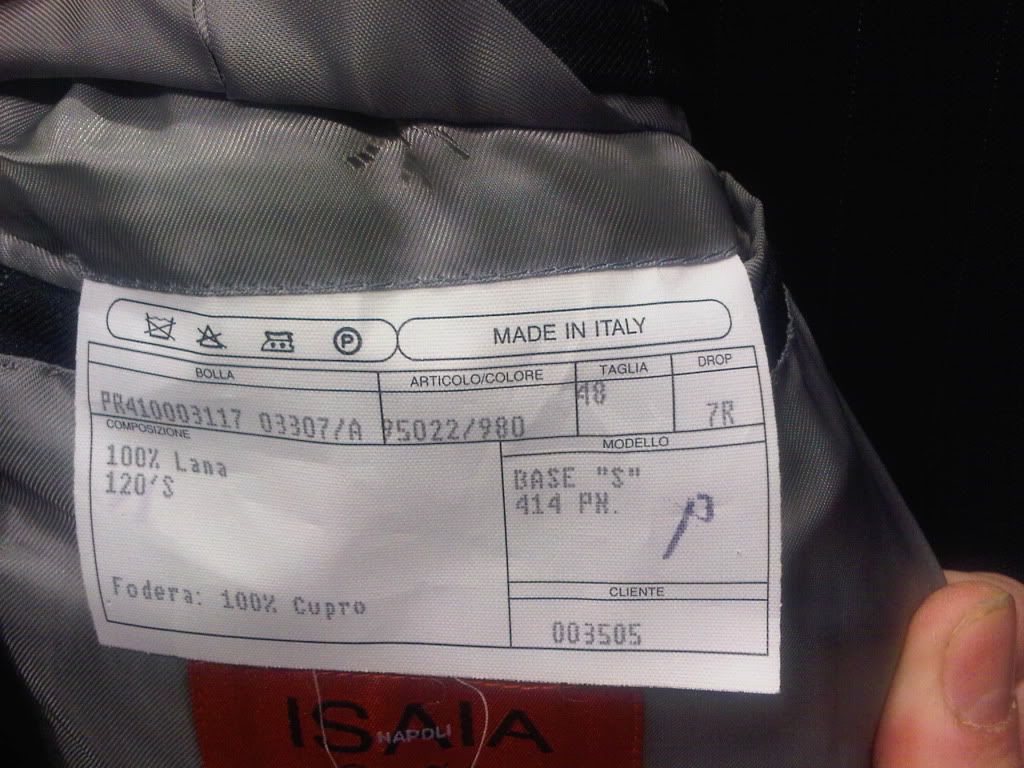 MADE IN ITALY
P
BOLLA
ARTICOLO/COLORE
TAGLIA
DROP
PR410003117 03307/A
95022/980
48
7R
COMPOSIZIONE
100% Lana
120'S
Fodera: 100% Cupro
MODELLO
BASE "S"
414 PN.
CLIENTE
003505
ISAIA
NAPOLI